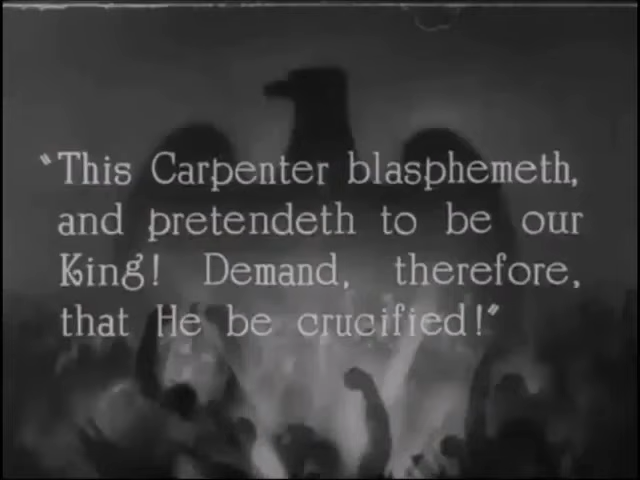 "This Carpenter blasphemeth,
and pretendeth to be our
King! Demand, therefore,
that He be crucified!"